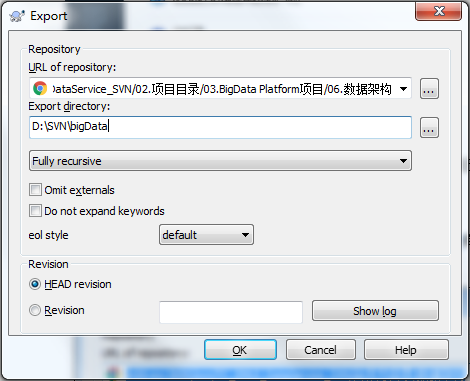 Export
Repository
URL of repository:
ataService_SVN/02.项目目录/03.BigData Platform项目/06.数据架构
...
Export directory:
D:\SVN\bigData
...
Fully recursive
Omit externals
Do not expand keywords
eol style
default
Revision
HEAD revision
Revision
Show log
OK
Cancel
Help